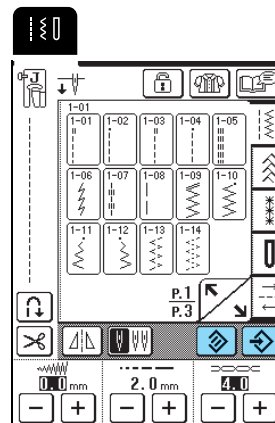 J
1-01
1-01 1-02 1-03 1-04 1-05
1-06 1-07 1-08 1-09 1-10
1-11 1-12 1-13 1-14
P.1
P.3
0.0 mm 2.0 mm 4.0
− + − + − +